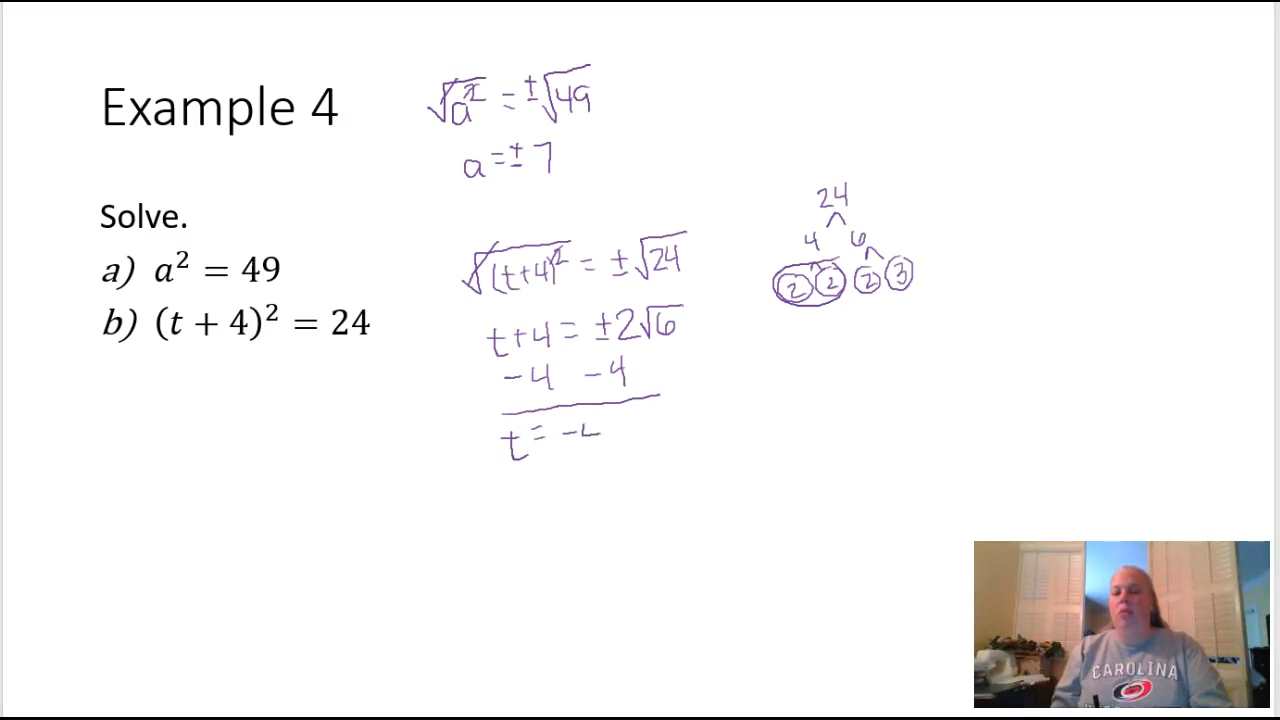 Example 4
√a² = ±√49
a = ± 7
Solve.
a) a² = 49
b) (t + 4)² = 24
√(t+4)² = ±√24
t+4 = ±2√6
-4 -4
t = -4
24
4 6
2 2 2 3
CAROLINA